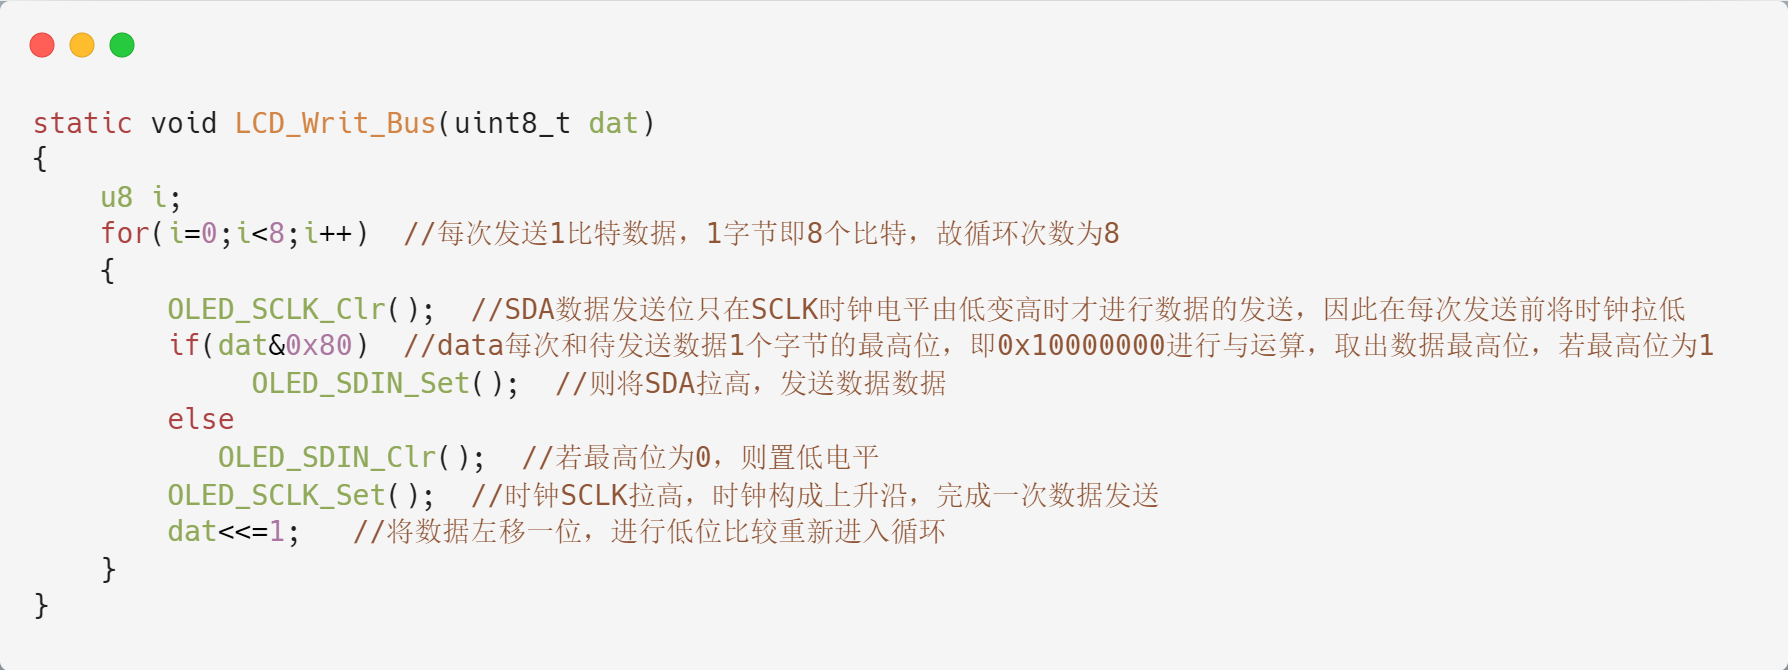 static void LCD_Writ_Bus(uint8_t dat)
{
    u8 i;
    for(i=0;i<8;i++)  //每次发送1比特数据，1字节即8个比特，故循环次数为8
    {
        OLED_SCLK_Clr();  //SDA数据发送位只在SCLK时钟电平由低变高时才进行数据的发送，因此在每次发送前将时钟拉低
        if(dat&0x80)  //data每次和待发送数据1个字节的最高位，即0x10000000进行与运算，取出数据最高位，若最高位为1
             OLED_SDIN_Set();  //则将SDA拉高，发送数据数据
        else
           OLED_SDIN_Clr();  //若最高位为0，则置低电平
        OLED_SCLK_Set();  //时钟SCLK拉高，时钟构成上升沿，完成一次数据发送
        dat<<=1;   //将数据左移一位，进行低位比较重新进入循环
    }
}